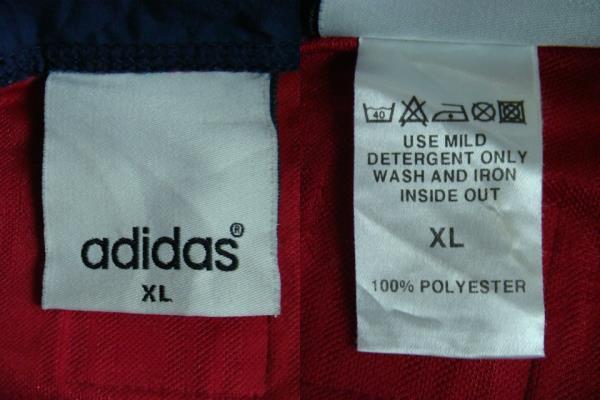 adidas®
XL
40
USE MILD
DETERGENT ONLY
WASH AND IRON
INSIDE OUT
XL
100% POLYESTER